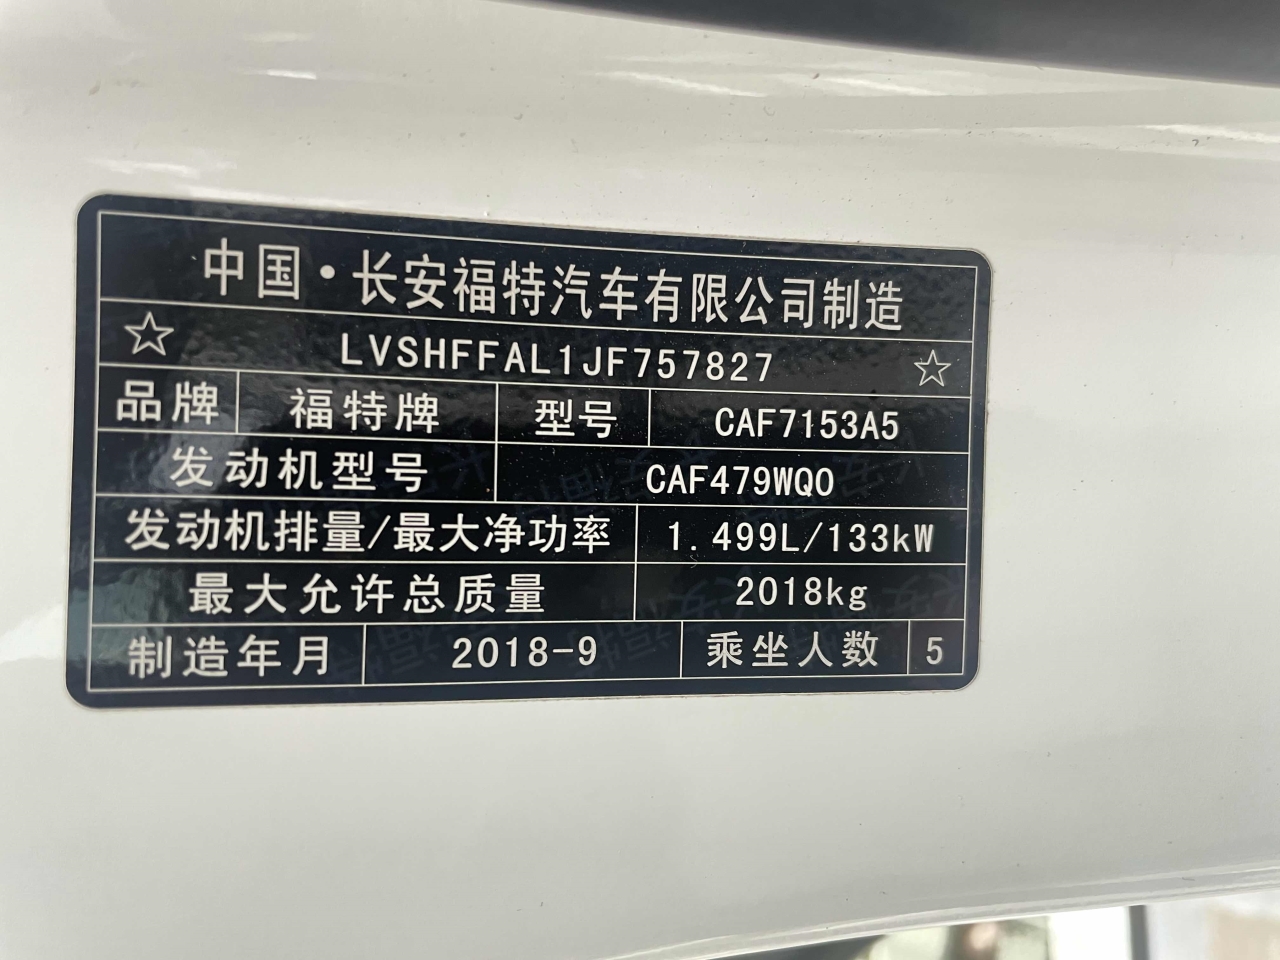 中国·长安福特汽车有限公司制造
☆ LVSHFFAL1JF757827 ☆
品牌 福特牌 型号 CAF7153A5
发动机型号 CAF479WQ0
发动机排量/最大净功率 1.499L/133kW
最大允许总质量 2018kg
制造年月 2018-9 乘坐人数 5